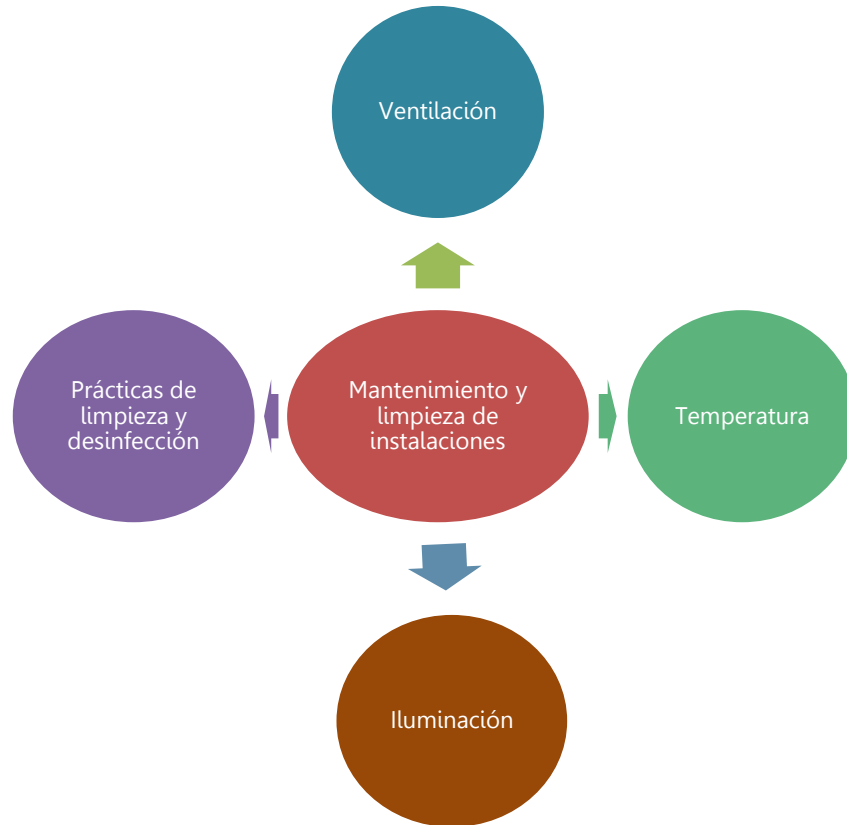 Ventilación
Prácticas de
limpieza y
desinfección
Mantenimiento y
limpieza de
instalaciones
Temperatura
Iluminación